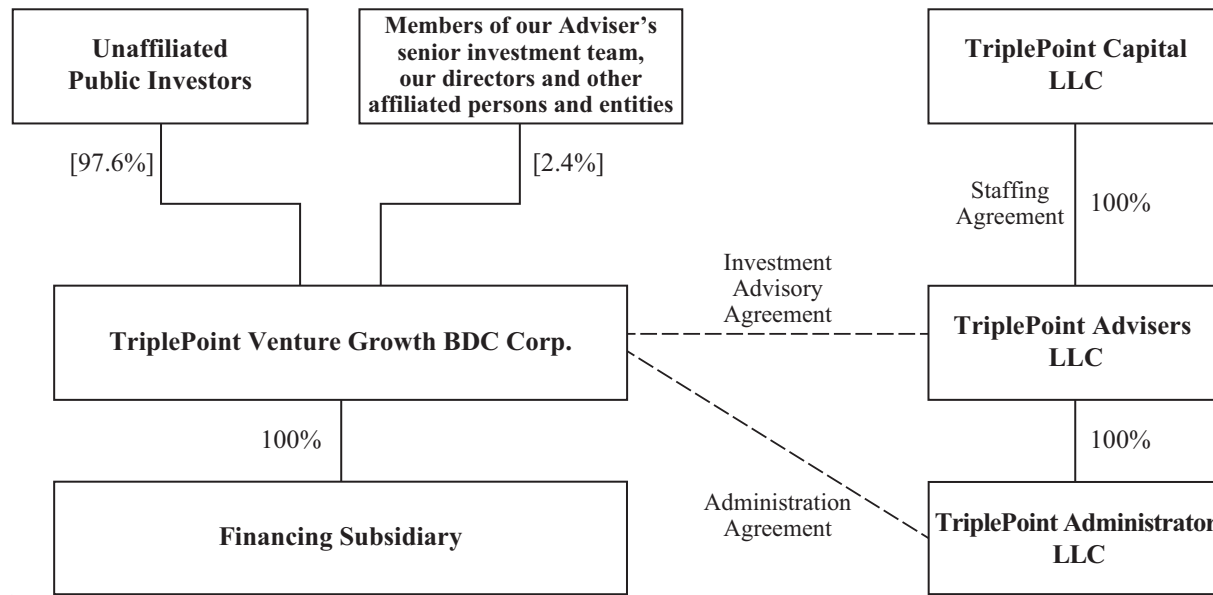 Unaffiliated
Public Investors
Members of our Adviser’s
senior investment team,
our directors and other
affiliated persons and entities
TriplePoint Capital
LLC
[97.6%]
[2.4%]
Staffing
Agreement
100%
Investment
Advisory
Agreement
TriplePoint Venture Growth BDC Corp.
TriplePoint Advisers
LLC
100%
100%
Administration
Agreement
Financing Subsidiary
TriplePoint Administrator
LLC